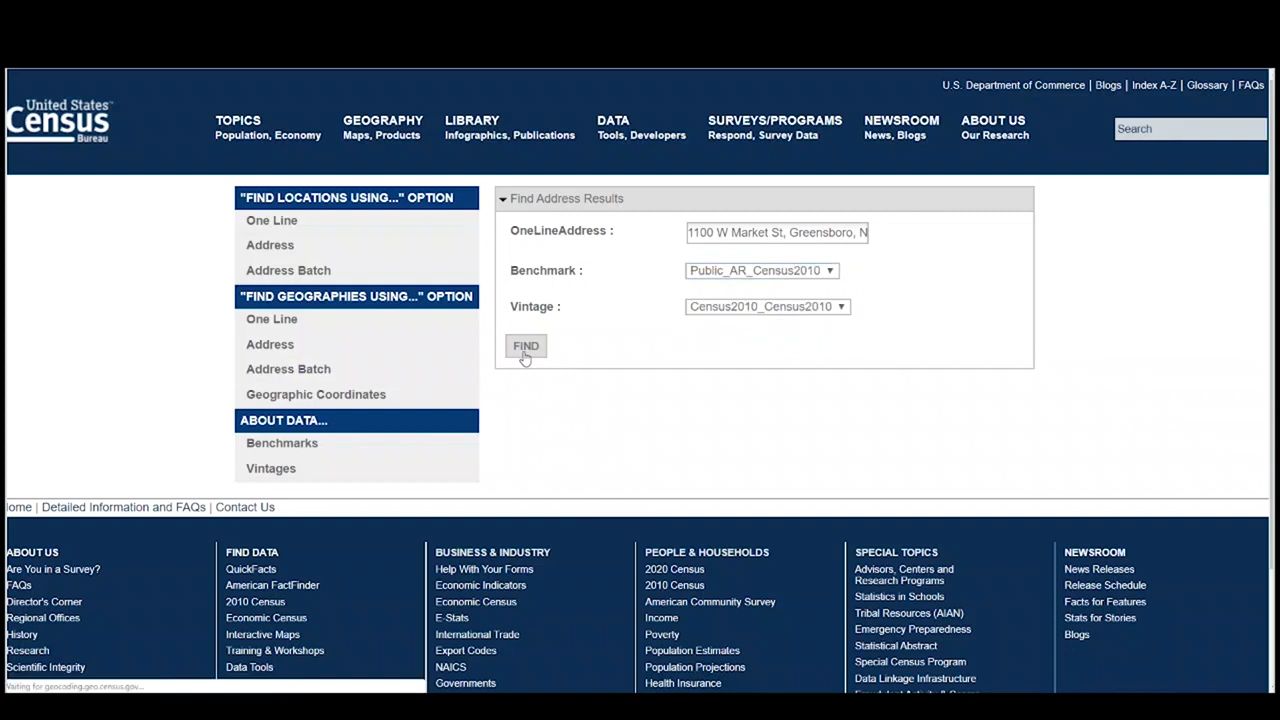 U.S. Department of Commerce | Blogs | Index A-Z | Glossary | FAQs
United States™
Census
Bureau
TOPICS
Population, Economy
GEOGRAPHY
Maps, Products
LIBRARY
Infographics, Publications
DATA
Tools, Developers
SURVEYS/PROGRAMS
Respond, Survey Data
NEWSROOM
News, Blogs
ABOUT US
Our Research
Search
"FIND LOCATIONS USING..." OPTION
One Line
Address
Address Batch
"FIND GEOGRAPHIES USING..." OPTION
One Line
Address
Address Batch
Geographic Coordinates
ABOUT DATA...
Benchmarks
Vintages
Find Address Results
OneLineAddress :
1100 W Market St, Greensboro, N
Benchmark :
Public_AR_Census2010
Vintage :
Census2010_Census2010
FIND
ome | Detailed Information and FAQs | Contact Us
ABOUT US
Are You in a Survey?
FAQs
Director's Corner
Regional Offices
History
Research
Scientific Integrity
FIND DATA
QuickFacts
American FactFinder
2010 Census
Economic Census
Interactive Maps
Training & Workshops
Data Tools
BUSINESS & INDUSTRY
Help With Your Forms
Economic Indicators
Economic Census
E-Stats
International Trade
Export Codes
NAICS
Governments
PEOPLE & HOUSEHOLDS
2020 Census
2010 Census
American Community Survey
Income
Poverty
Population Estimates
Population Projections
Health Insurance
SPECIAL TOPICS
Advisors, Centers and
Research Programs
Statistics in Schools
Tribal Resources (AIAN)
Emergency Preparedness
Statistical Abstract
Special Census Program
Data Linkage Infrastructure
NEWSROOM
News Releases
Release Schedule
Facts for Features
Stats for Stories
Blogs
Waiting for geocoding.geo.census.gov...